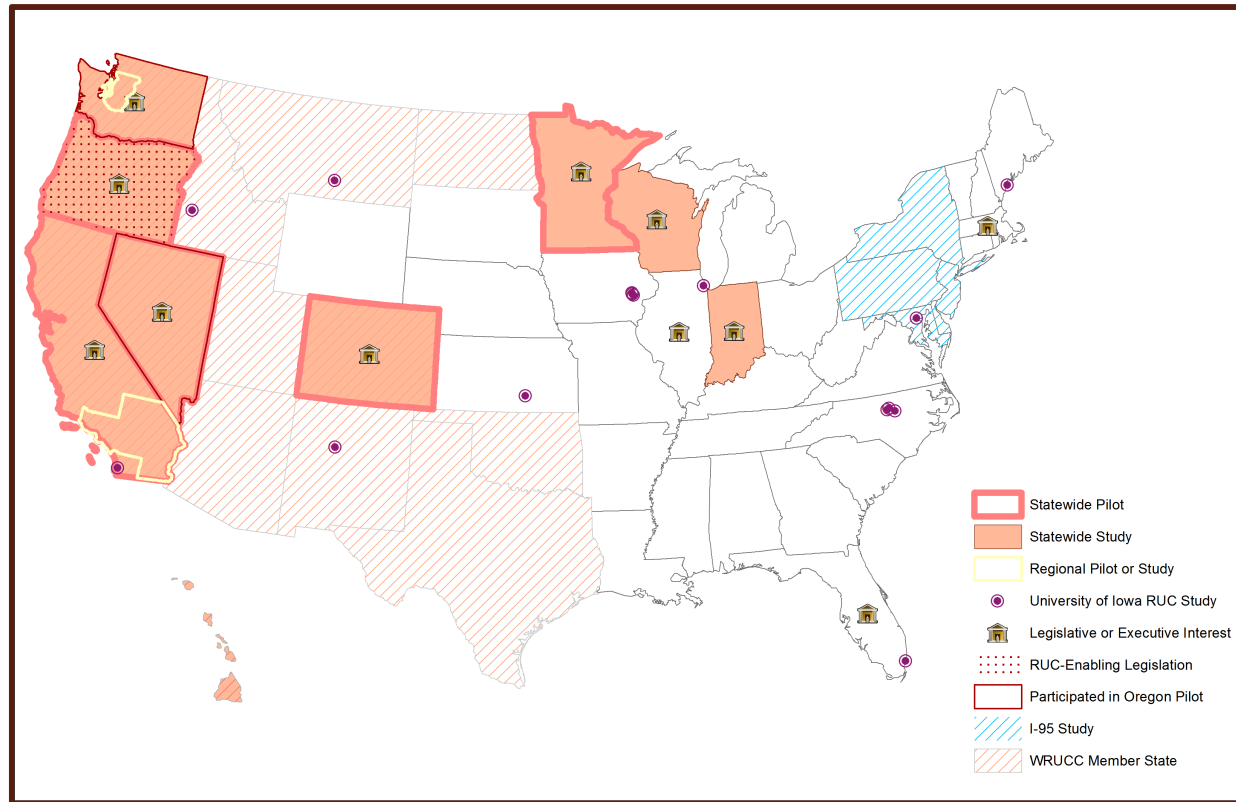 Statewide Pilot
Statewide Study
Regional Pilot or Study
University of Iowa RUC Study
Legislative or Executive Interest
RUC-Enabling Legislation
Participated in Oregon Pilot
I-95 Study
WRUCC Member State